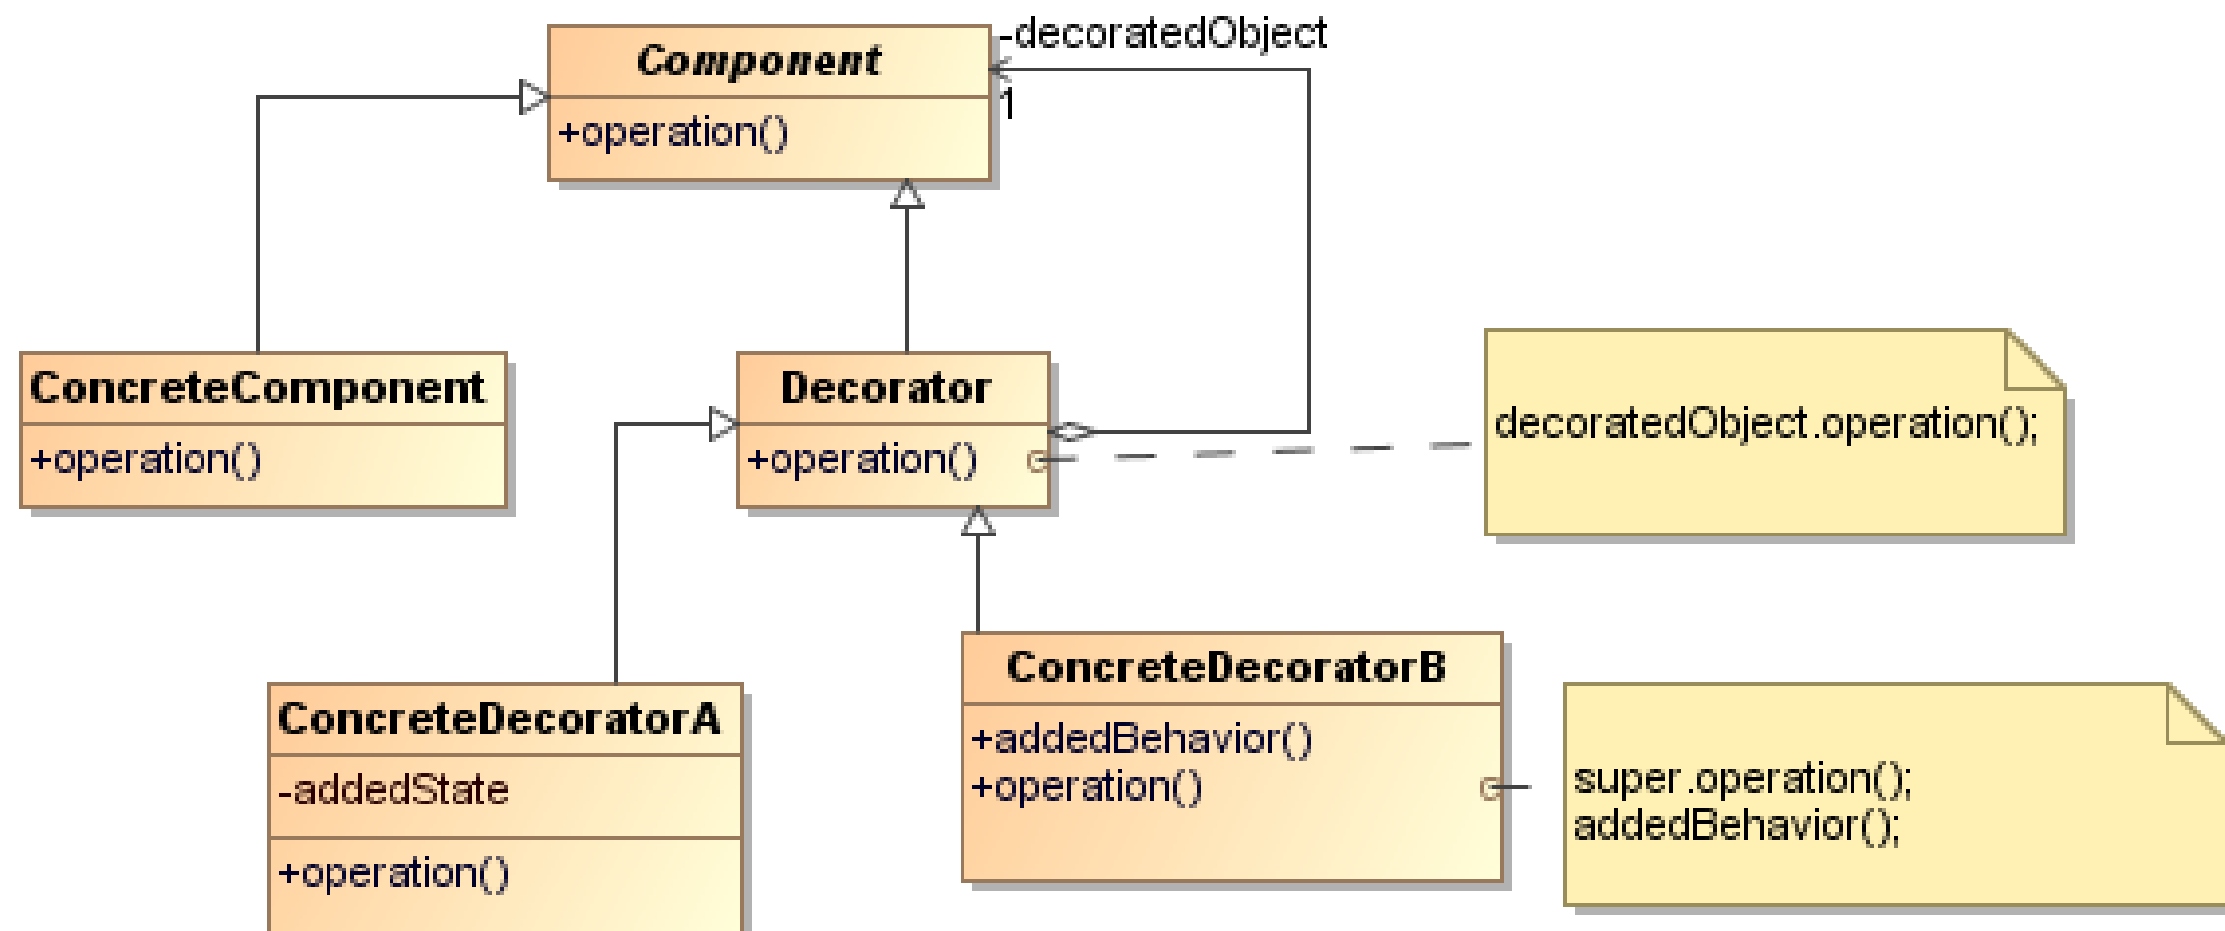 -decoratedObject
Component
1
+operation()
ConcreteComponent
+operation()
Decorator
+operation()
decoratedObject.operation();
ConcreteDecoratorA
-addedState
+operation()
ConcreteDecoratorB
+addedBehavior()
+operation()
super.operation();
addedBehavior();